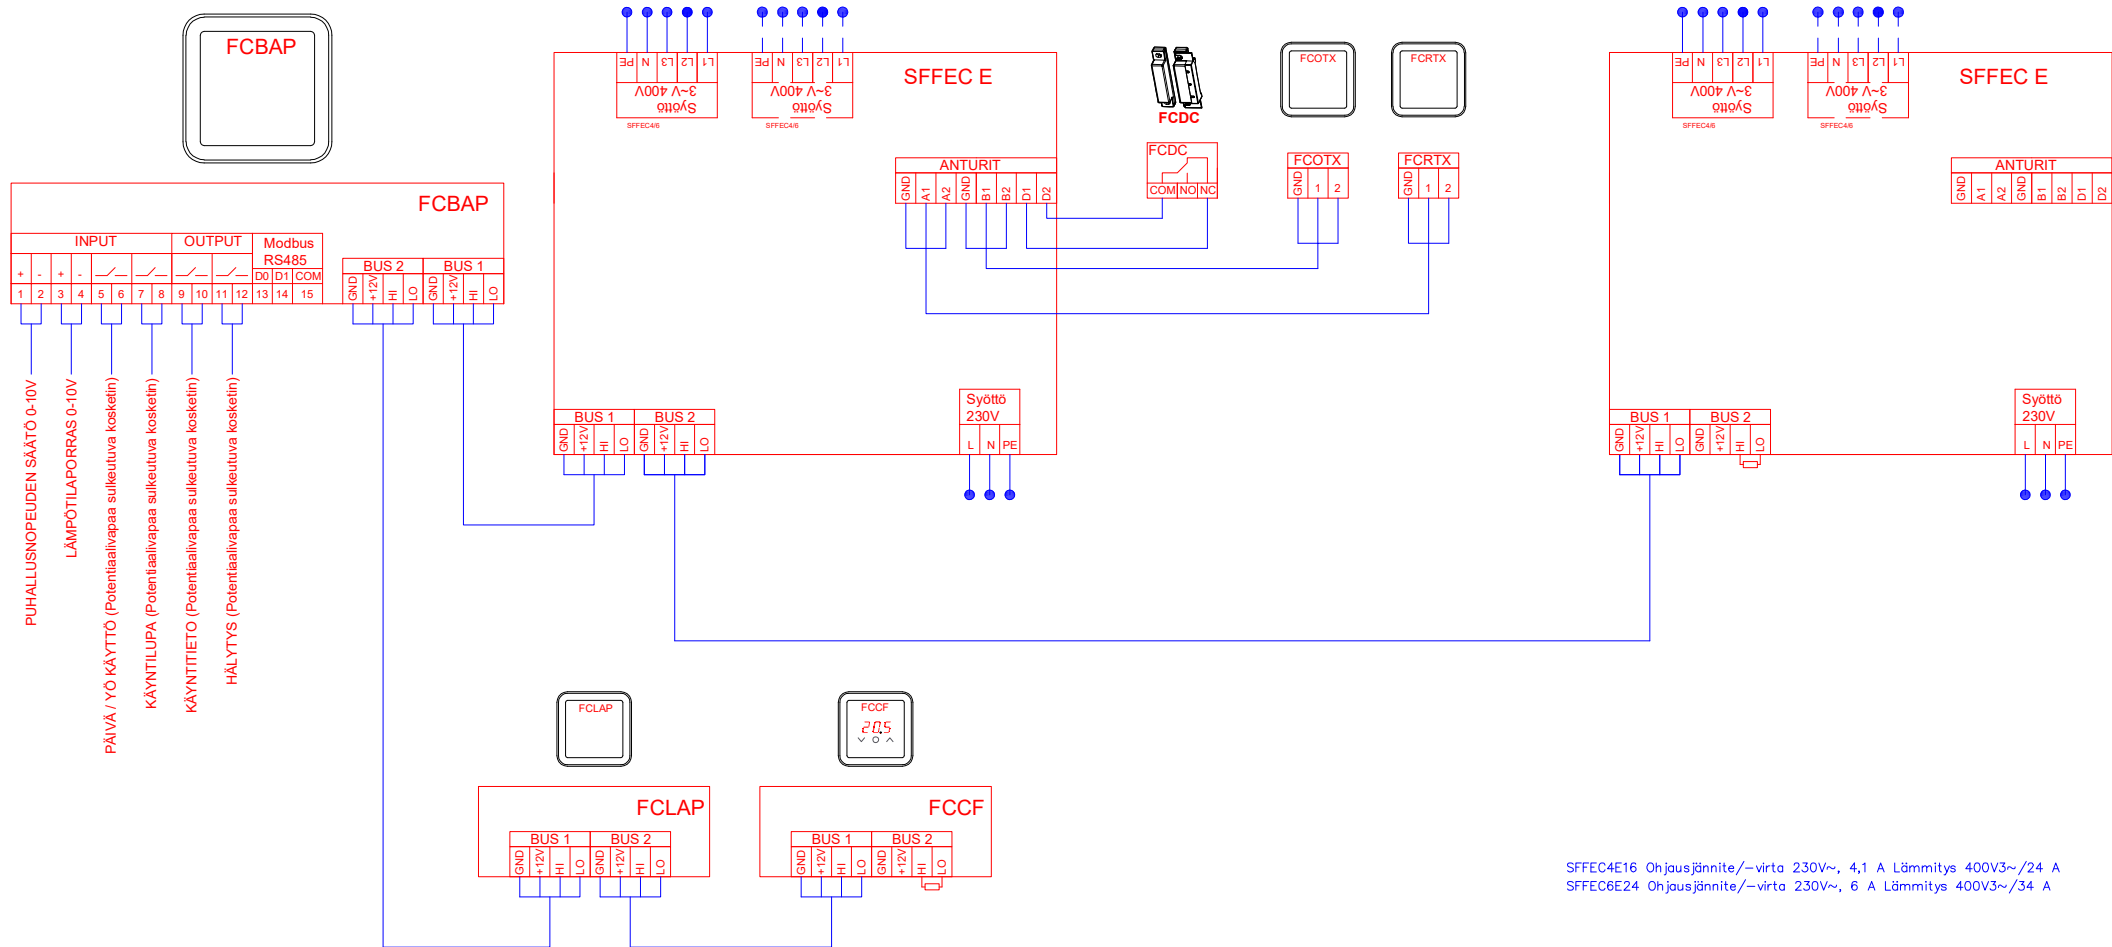 FCBAP
FCBAP
INPUT OUTPUT Modbus RS485
+ - + - D0 D1 COM
1 2 3 4 5 6 7 8 9 10 11 12 13 14 15
BUS 2 BUS 1
GND +12V HI LO GND +12V HI LO
PUHALLUSNOPEUDEN SÄÄTÖ 0-10V
LÄMPÖTILAPORRAS 0-10V
PÄIVÄ / YÖ KÄYTTÖ (Potentiaalivapaa sulkeutuva kosketin)
KÄYNTILUPA (Potentiaalivapaa sulkeutuva kosketin)
KÄYNTITIETO (Potentiaalivapaa sulkeutuva kosketin)
HÄLYTYS (Potentiaalivapaa sulkeutuva kosketin)
SFFEC E
PE N L3 L2 L1
3~V 400V
Syöttö
SFFEC4/6
PE N L3 L2 L1
3~V 400V
Syöttö
SFFEC4/6
ANTURIT
GND A1 A2 GND B1 B2 D1 D2
BUS 1 BUS 2
GND +12V HI LO GND +12V HI LO
Syöttö
230V
L N PE
FCDC
FCDC
COM NO NC
FCOTX
FCOTX
GND 1 2
FCRTX
FCRTX
GND 1 2
SFFEC E
PE N L3 L2 L1
3~V 400V
Syöttö
SFFEC4/6
PE N L3 L2 L1
3~V 400V
Syöttö
SFFEC4/6
ANTURIT
GND A1 A2 GND B1 B2 D1 D2
BUS 1 BUS 2
GND +12V HI LO GND +12V HI LO
Syöttö
230V
L N PE
FCLAP
FCLAP
BUS 1 BUS 2
GND +12V HI LO GND +12V HI LO
FCCF
20.5
FCCF
BUS 1 BUS 2
GND +12V HI LO GND +12V HI LO
SFFEC4E16 Ohjausjännite/-virta 230V~, 4,1 A Lämmitys 400V3~/24 A
SFFEC6E24 Ohjausjännite/-virta 230V~, 6 A Lämmitys 400V3~/34 A